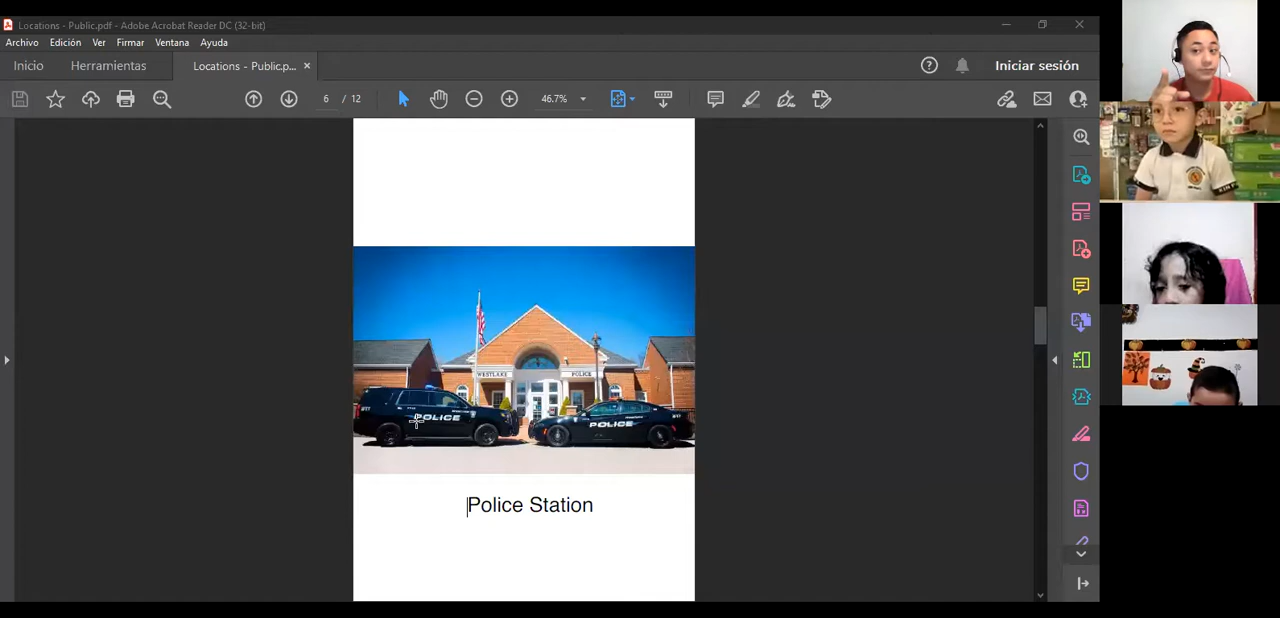 Locations - Public.pdf - Adobe Acrobat Reader DC (32-bit)
Archivo Edición Ver Firmar Ventana Ayuda
Inicio Herramientas Locations - Public.p... × Iniciar sesión
6 / 12 46.7%
WESTLAKE POLICE
POLICE POLICE
Police Station